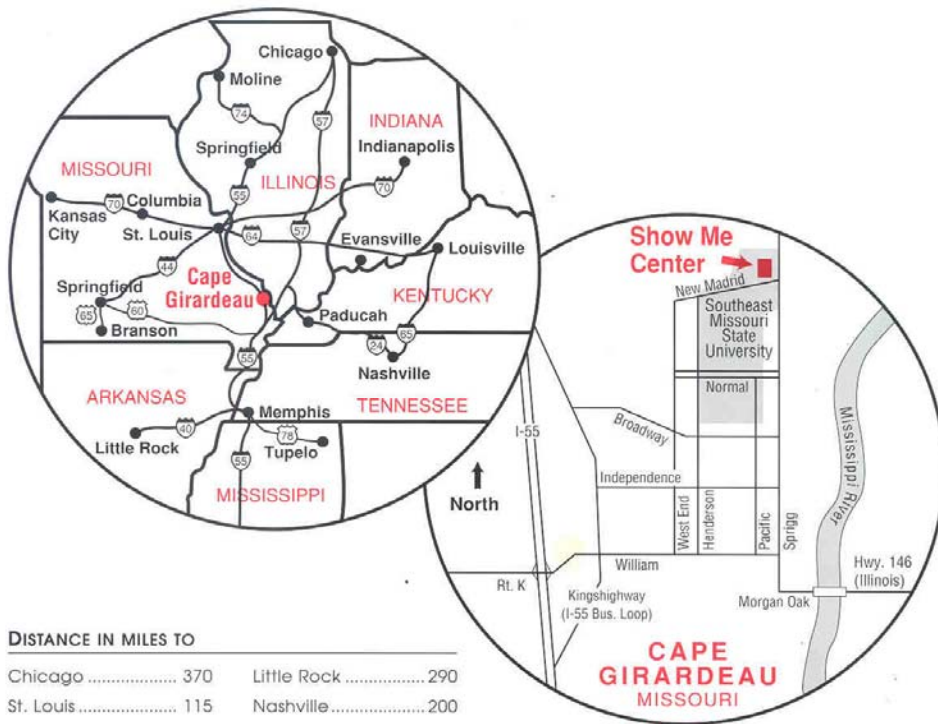 Chicago
Moline
74
57
INDIANA
Indianapolis
Springfield
MISSOURI
ILLINOIS
55
70
70
Columbia
Kansas
City
St. Louis
64
57
Evansville
Louisville
44
Cape
Girardeau
Springfield
65
60
Branson
KENTUCKY
Paducah
65
24
55
Nashville
ARKANSAS
Memphis
TENNESSEE
40
78
Little Rock
Tupelo
55
MISSISSIPPI
Show Me
Center
New Madrid
Southeast
Missouri
State
University
Normal
Broadway
I-55
Mississippi River
North
Independence
West End
Henderson
Pacific
Sprigg
William
Rt. K
Kingshighway
(I-55 Bus. Loop)
Hwy. 146
(Illinois)
Morgan Oak
CAPE
GIRARDEAU
MISSOURI
DISTANCE IN MILES TO
Chicago .................... 370 Little Rock .................... 290
St. Louis .................... 115 Nashville .................... 200